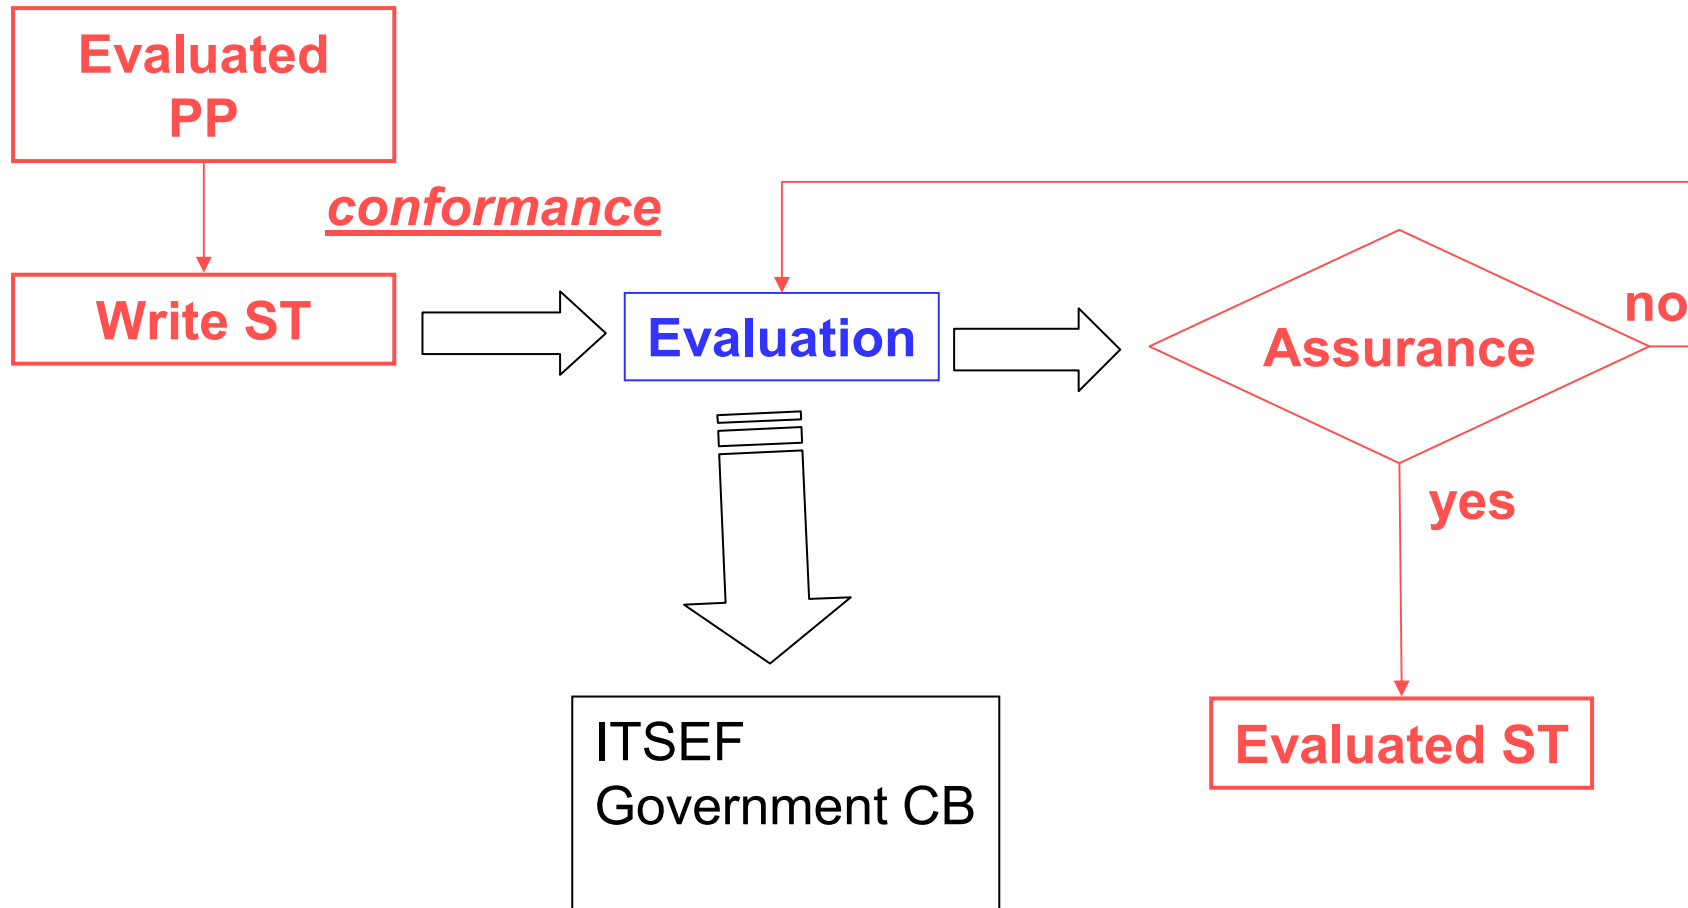 Evaluated
PP
conformance
Write ST
Evaluation
Assurance
no
yes
Evaluated ST
ITSEF
Government CB